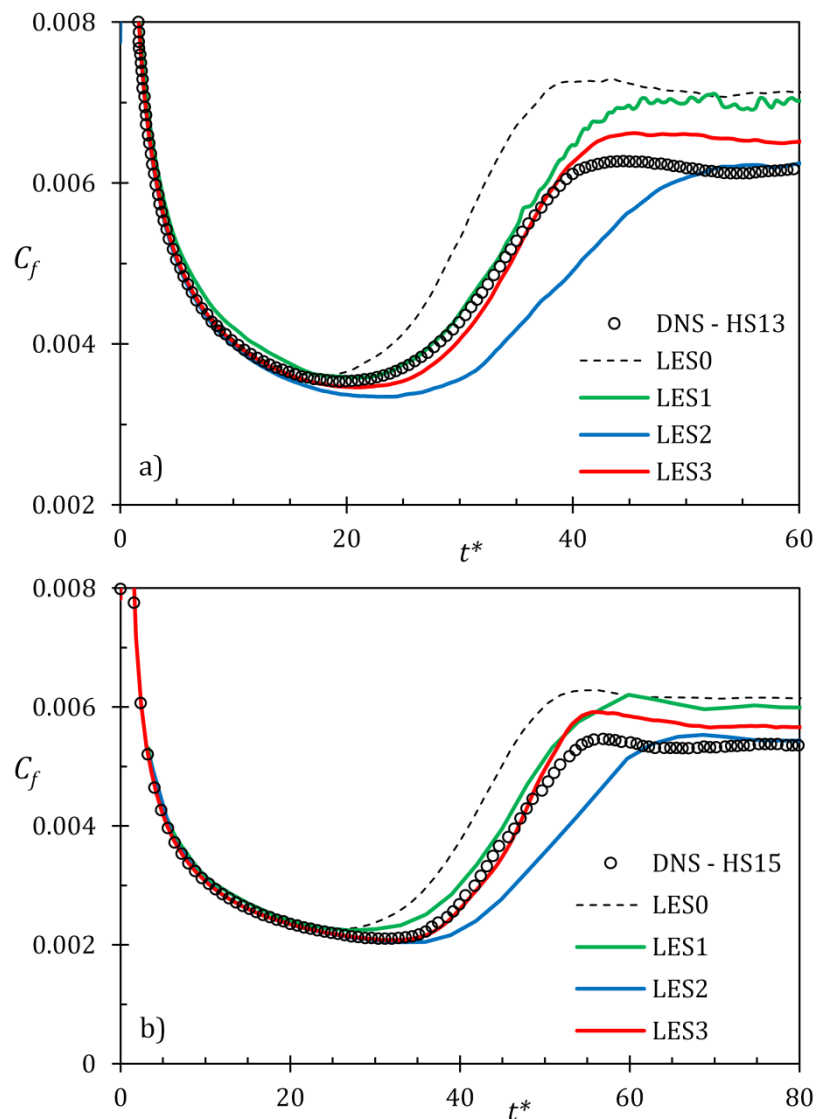 0.008
0.006
C_f
0.004
0.002
DNS - HS13
LES0
LES1
LES2
LES3
a)
0 20 40 60
t*
0.008
0.006
C_f
0.004
0.002
0
DNS - HS15
LES0
LES1
LES2
LES3
b)
0 20 40 60 80
t*